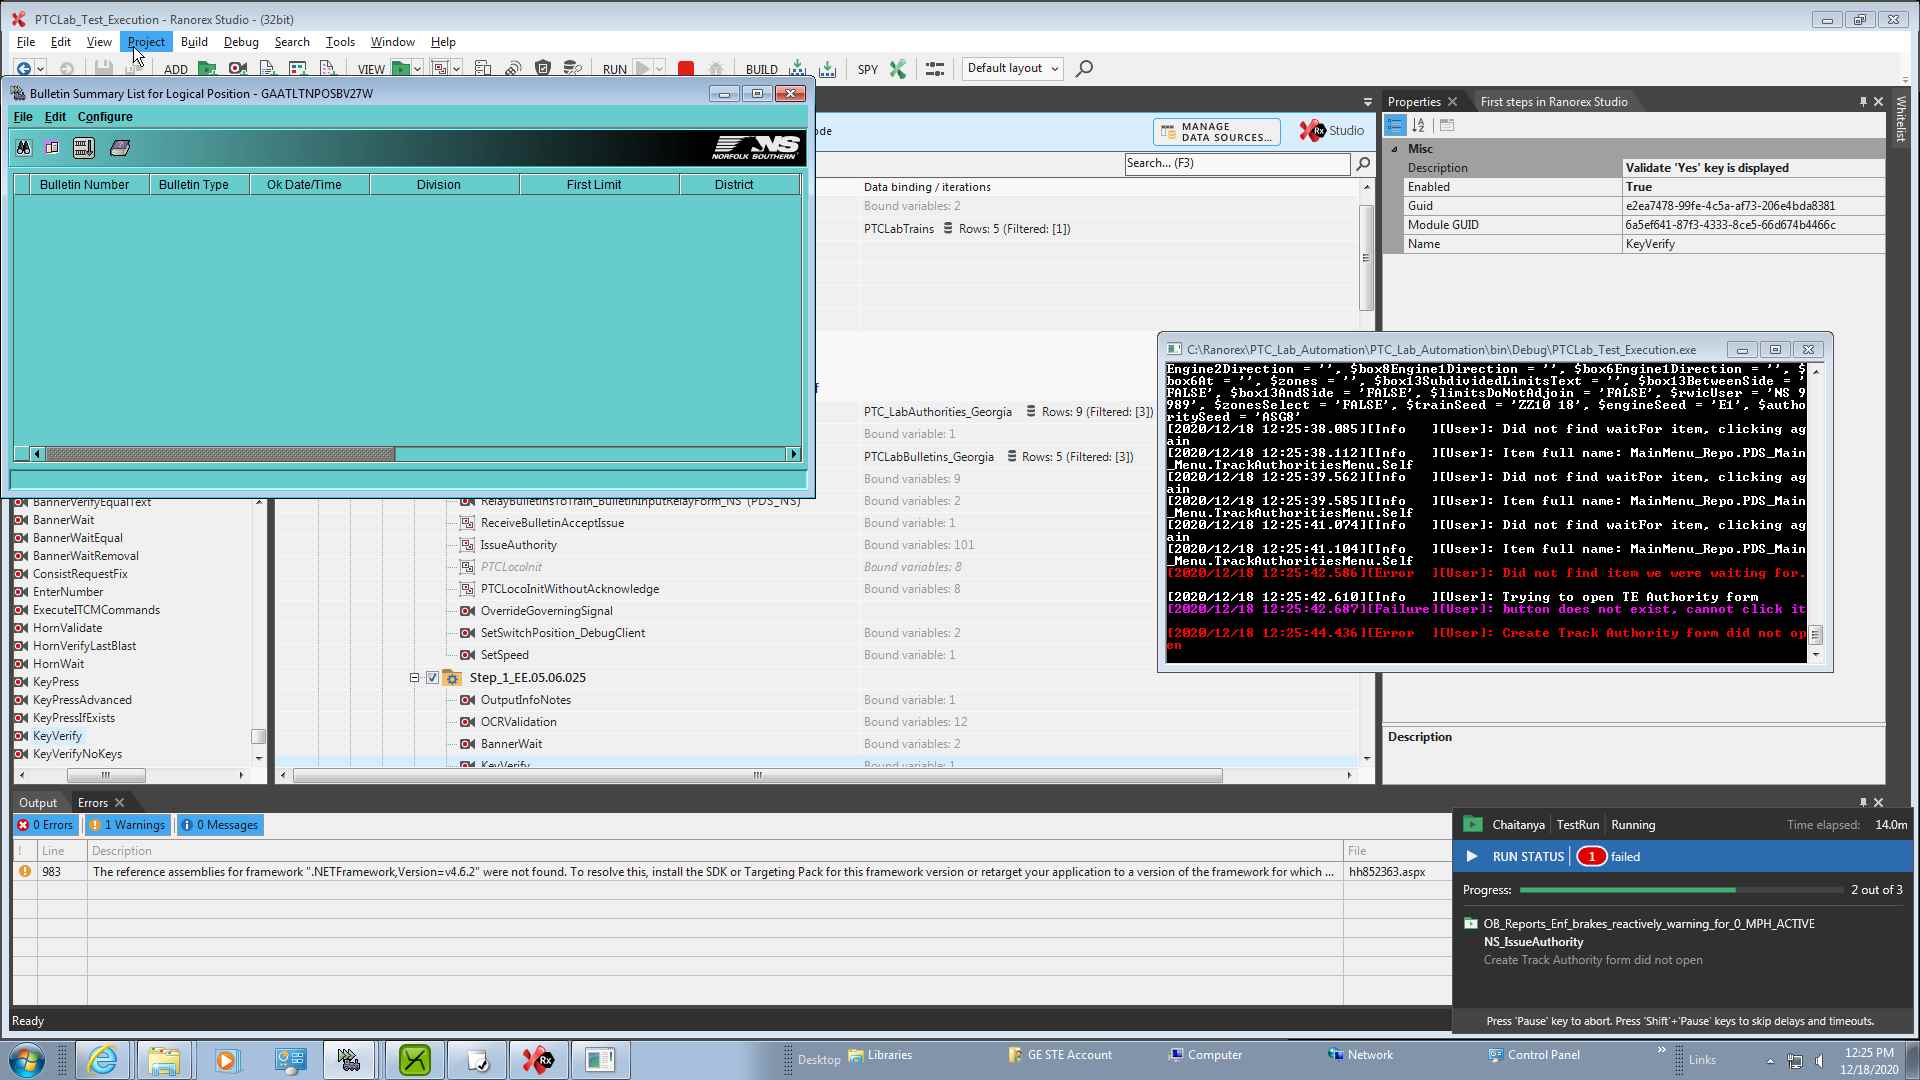 PTCLab_Test_Execution - Ranorex Studio - (32bit)
File Edit View Project Build Debug Search Tools Window Help
ADD VIEW RUN BUILD SPY Default layout
Bulletin Summary List for Logical Position - GAATLTNPOSBV27W
File Edit Configure
NS
NORFOLK SOUTHERN
Bulletin Number Bulletin Type Ok Date/Time Division First Limit District
ode
MANAGE
DATA SOURCES...
Rx Studio
Search... (F3)
Data binding / iterations
Bound variables: 2
PTCLabTrains Rows: 5 (Filtered: [1])
PTC_LabAuthorities_Georgia Rows: 9 (Filtered: [3])
Bound variable: 1
PTCLabBulletins_Georgia Rows: 5 (Filtered: [3])
Bound variables: 9
RelayBulletinsToTrain_BulletinInputRelayForm_NS (PDS_NS) Bound variables: 2
ReceiveBulletinAcceptIssue Bound variables: 1
IssueAuthority Bound variables: 101
PTCLocoInit Bound variables: 8
PTCLocoInitWithoutAcknowledge Bound variables: 8
OverrideGoverningSignal
SetSwitchPosition_DebugClient Bound variables: 2
SetSpeed Bound variable: 1
Step_1_EE.05.06.025
OutputInfoNotes Bound variables: 1
OCRValidation Bound variables: 12
BannerWait Bound variables: 2
KeyVerify Bound variables: 1
BannerVerifyEqualText
BannerWait
BannerWaitEqual
BannerWaitRemoval
ConsistRequestFix
EnterNumber
ExecuteITCMCommands
HornValidate
HornVerifyLastBlast
HornWait
KeyPress
KeyPressAdvanced
KeyPressIfExists
KeyVerify
KeyVerifyNoKeys
Properties First steps in Ranorex Studio
Whitelist
Misc
Description Validate 'Yes' key is displayed
Enabled True
Guid e2ea7478-99fe-4c5a-af73-206e4bda8381
Module GUID 6a5ef641-87f3-4333-8ce5-66d674b4466c
Name KeyVerify
Description
C:\Ranorex\PTC_Lab_Automation\PTC_Lab_Automation\bin\Debug\PTCLab_Test_Execution.exe
Engine2Direction = '', $box8Engine1Direction = '', $box6Engine1Direction = '', $
box6At = '', $zones = '', $box13SubdividedLimitsText = '', $box13BetweenSide = '
FALSE', $box13AndSide = 'FALSE', $limitsDoNotAdjoin = 'FALSE', $rwicUser = 'NS 9
989', $zonesSelect = 'FALSE', $trainSeed = 'ZZ10 18', $engineSeed = 'E1', $autho
ritySeed = 'ASG8'
[2020/12/18 12:25:38.085][Info ][User]: Did not find waitFor item, clicking ag
ain
[2020/12/18 12:25:38.112][Info ][User]: Item full name: MainMenu_Repo.PDS_Main
_Menu.TrackAuthoritiesMenu.Self
[2020/12/18 12:25:39.562][Info ][User]: Did not find waitFor item, clicking ag
ain
[2020/12/18 12:25:39.585][Info ][User]: Item full name: MainMenu_Repo.PDS_Main
_Menu.TrackAuthoritiesMenu.Self
[2020/12/18 12:25:41.074][Info ][User]: Did not find waitFor item, clicking ag
ain
[2020/12/18 12:25:41.104][Info ][User]: Item full name: MainMenu_Repo.PDS_Main
_Menu.TrackAuthoritiesMenu.Self
[2020/12/18 12:25:42.586][Error ][User]: Did not find item we were waiting for.
[2020/12/18 12:25:42.610][Info ][User]: Trying to open TE Authority form
[2020/12/18 12:25:42.687][Failure][User]: button does not exist, cannot click it
[2020/12/18 12:25:44.436][Error ][User]: Create Track Authority form did not op
en
Output Errors
0 Errors 1 Warnings 0 Messages
! Line Description File
983 The reference assemblies for framework ".NETFramework,Version=v4.6.2" were not found. To resolve this, install the SDK or Targeting Pack for this framework version or retarget your application to a version of the framework for which ... hh852363.aspx
Chaitanya TestRun Running Time elapsed: 14.0m
RUN STATUS 1 failed
Progress: 2 out of 3
OB_Reports_Enf_brakes_reactively_warning_for_0_MPH_ACTIVE
NS_IssueAuthority
Create Track Authority form did not open
Press 'Pause' key to abort. Press 'Shift'+'Pause' keys to skip delays and timeouts.
Ready
Desktop Libraries GE STE Account Computer Network Control Panel » Links
12:25 PM
12/18/2020